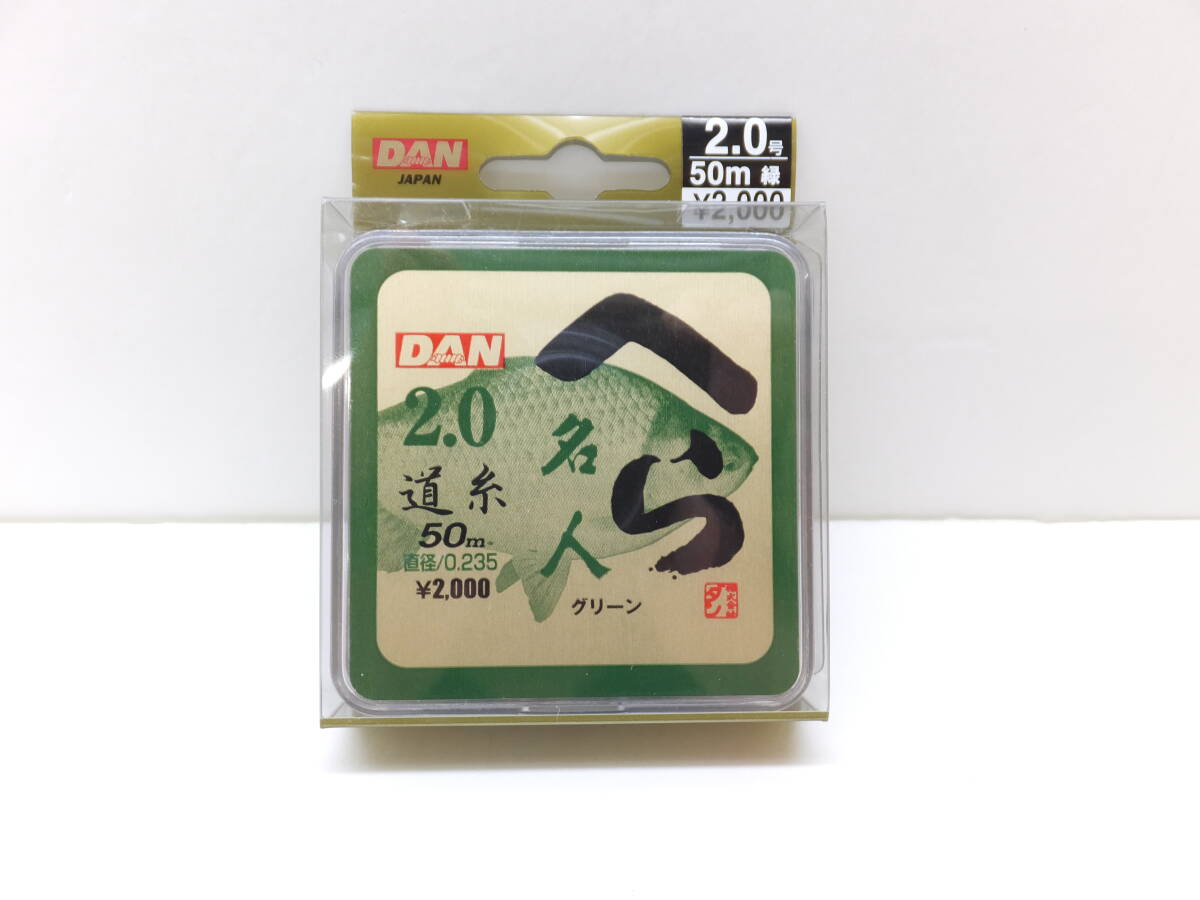 DAN
JAPAN
2.0号
50m 緑
¥2,000
DAN
2.0
道糸
50m
直径/0.235
¥2,000
へら
名人
グリーン